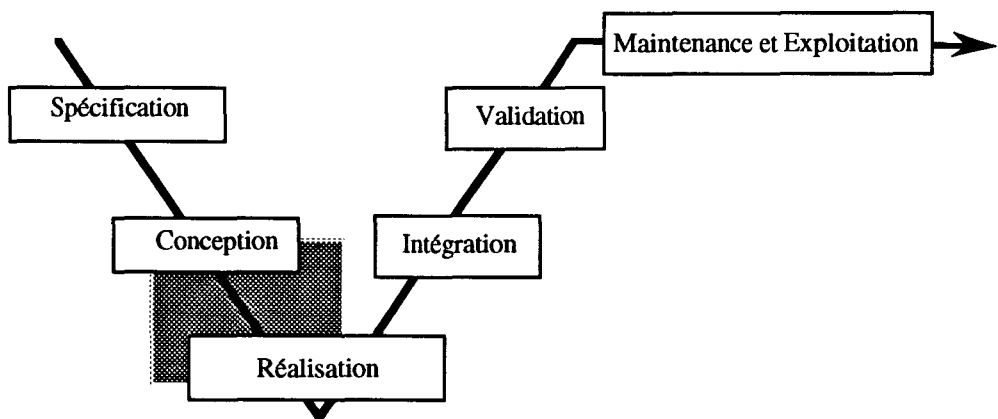 Maintenance et Exploitation
Spécification
Validation
Conception
Intégration
Réalisation